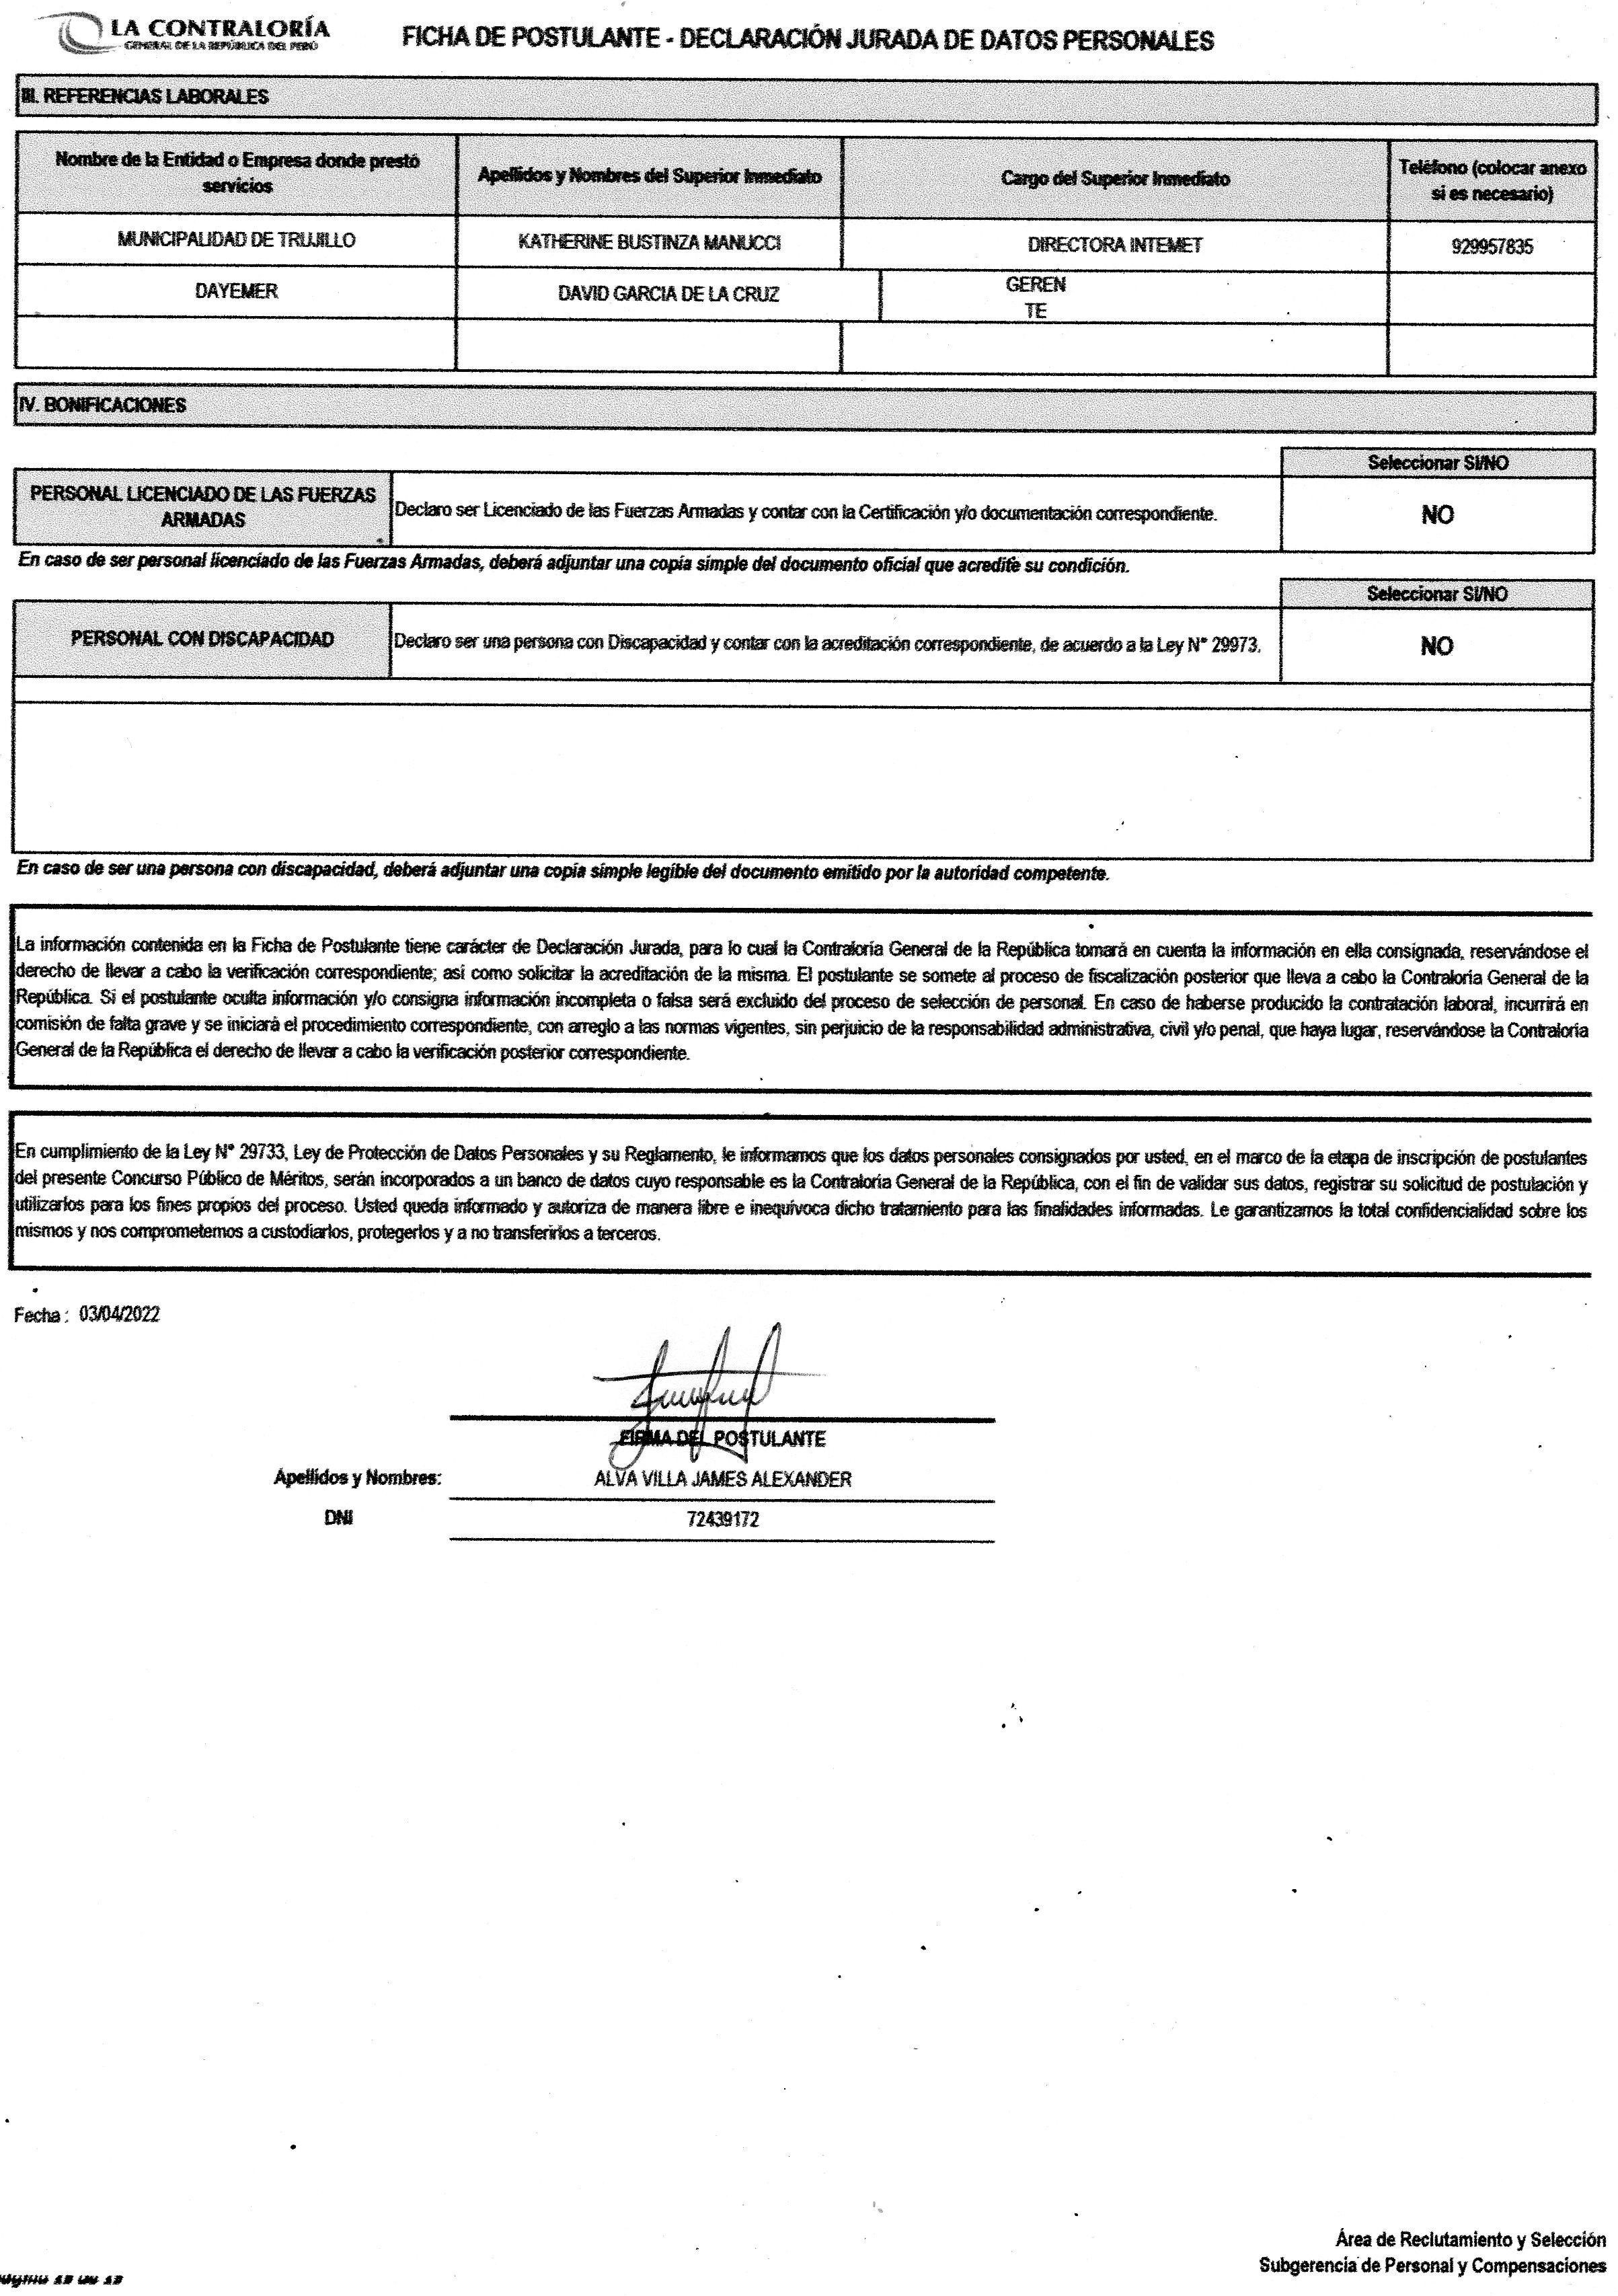 LA CONTRALORÍA
GENERAL DE LA REPÚBLICA DEL PERÚ
FICHA DE POSTULANTE - DECLARACIÓN JURADA DE DATOS PERSONALES
III. REFERENCIAS LABORALES
Nombre de la Entidad o Empresa donde prestó
servicios
Apellidos y Nombres del Superior Inmediato
Cargo del Superior Inmediato
Teléfono (colocar anexo
si es necesario)
MUNICIPALIDAD DE TRUJILLO
KATHERINE BUSTINZA MANUCCI
DIRECTORA INTEMET
929957835
DAYEMER
DAVID GARCIA DE LA CRUZ
GEREN
TE
IV. BONIFICACIONES
Seleccionar SI/NO
PERSONAL LICENCIADO DE LAS FUERZAS
ARMADAS
Declaro ser Licenciado de las Fuerzas Armadas y contar con la Certificación y/o documentación correspondiente.
NO
En caso de ser personal licenciado de las Fuerzas Armadas, deberá adjuntar una copia simple del documento oficial que acredite su condición.
Seleccionar SI/NO
PERSONAL CON DISCAPACIDAD
Declaro ser una persona con Discapacidad y contar con la acreditación correspondiente, de acuerdo a la Ley N° 29973.
NO
En caso de ser una persona con discapacidad, deberá adjuntar una copia simple legible del documento emitido por la autoridad competente.
La información contenida en la Ficha de Postulante tiene carácter de Declaración Jurada, para lo cual la Contraloría General de la República tomará en cuenta la información en ella consignada, reservándose el
derecho de llevar a cabo la verificación correspondiente; así como solicitar la acreditación de la misma. El postulante se somete al proceso de fiscalización posterior que lleva a cabo la Contraloría General de la
República. Si el postulante oculta información y/o consigna información incompleta o falsa será excluido del proceso de selección de personal. En caso de haberse producido la contratación laboral, incurrirá en
comisión de falta grave y se iniciará el procedimiento correspondiente, con arreglo a las normas vigentes, sin perjuicio de la responsabilidad administrativa, civil y/o penal, que haya lugar, reservándose la Contraloría
General de la República el derecho de llevar a cabo la verificación posterior correspondiente.
En cumplimiento de la Ley N° 29733, Ley de Protección de Datos Personales y su Reglamento, le informamos que los datos personales consignados por usted, en el marco de la etapa de inscripción de postulantes
del presente Concurso Público de Méritos, serán incorporados a un banco de datos cuyo responsable es la Contraloría General de la República, con el fin de validar sus datos, registrar su solicitud de postulación y
utilizarlos para los fines propios del proceso. Usted queda informado y autoriza de manera libre e inequívoca dicho tratamiento para las finalidades informadas. Le garantizamos la total confidencialidad sobre los
mismos y nos comprometemos a custodiarlos, protegerlos y a no transferirlos a terceros.
Fecha : 03/04/2022
FIRMA DEL POSTULANTE
Apellidos y Nombres:
ALVA VILLA JAMES ALEXANDER
DNI
72439172
Área de Reclutamiento y Selección
Subgerencia de Personal y Compensaciones